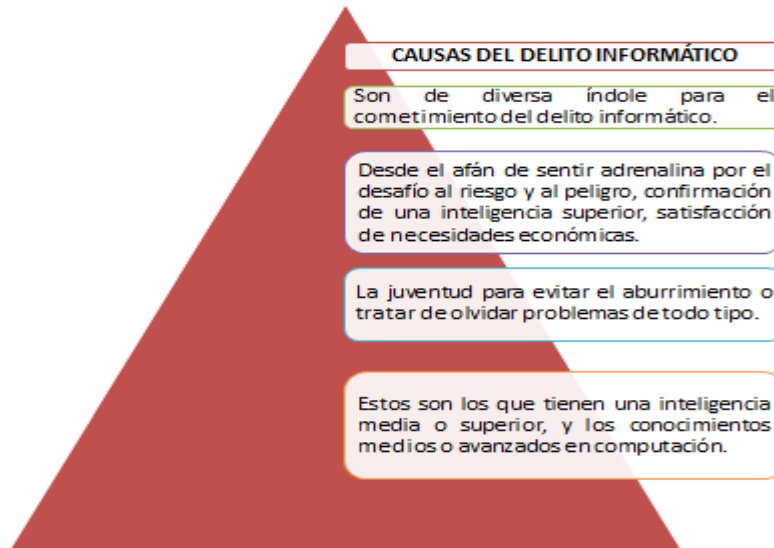 CAUSAS DEL DELITO INFORMÁTICO
Son de diversa índole para el
cometimiento del delito informático.
Desde el afán de sentir adrenalina por el
desafío al riesgo y al peligro, confirmación
de una inteligencia superior, satisfacción
de necesidades económicas.
La juventud para evitar el aburrimiento o
tratar de olvidar problemas de todo tipo.
Estos son los que tienen una inteligencia
media o superior, y los conocimientos
medios o avanzados en computación.